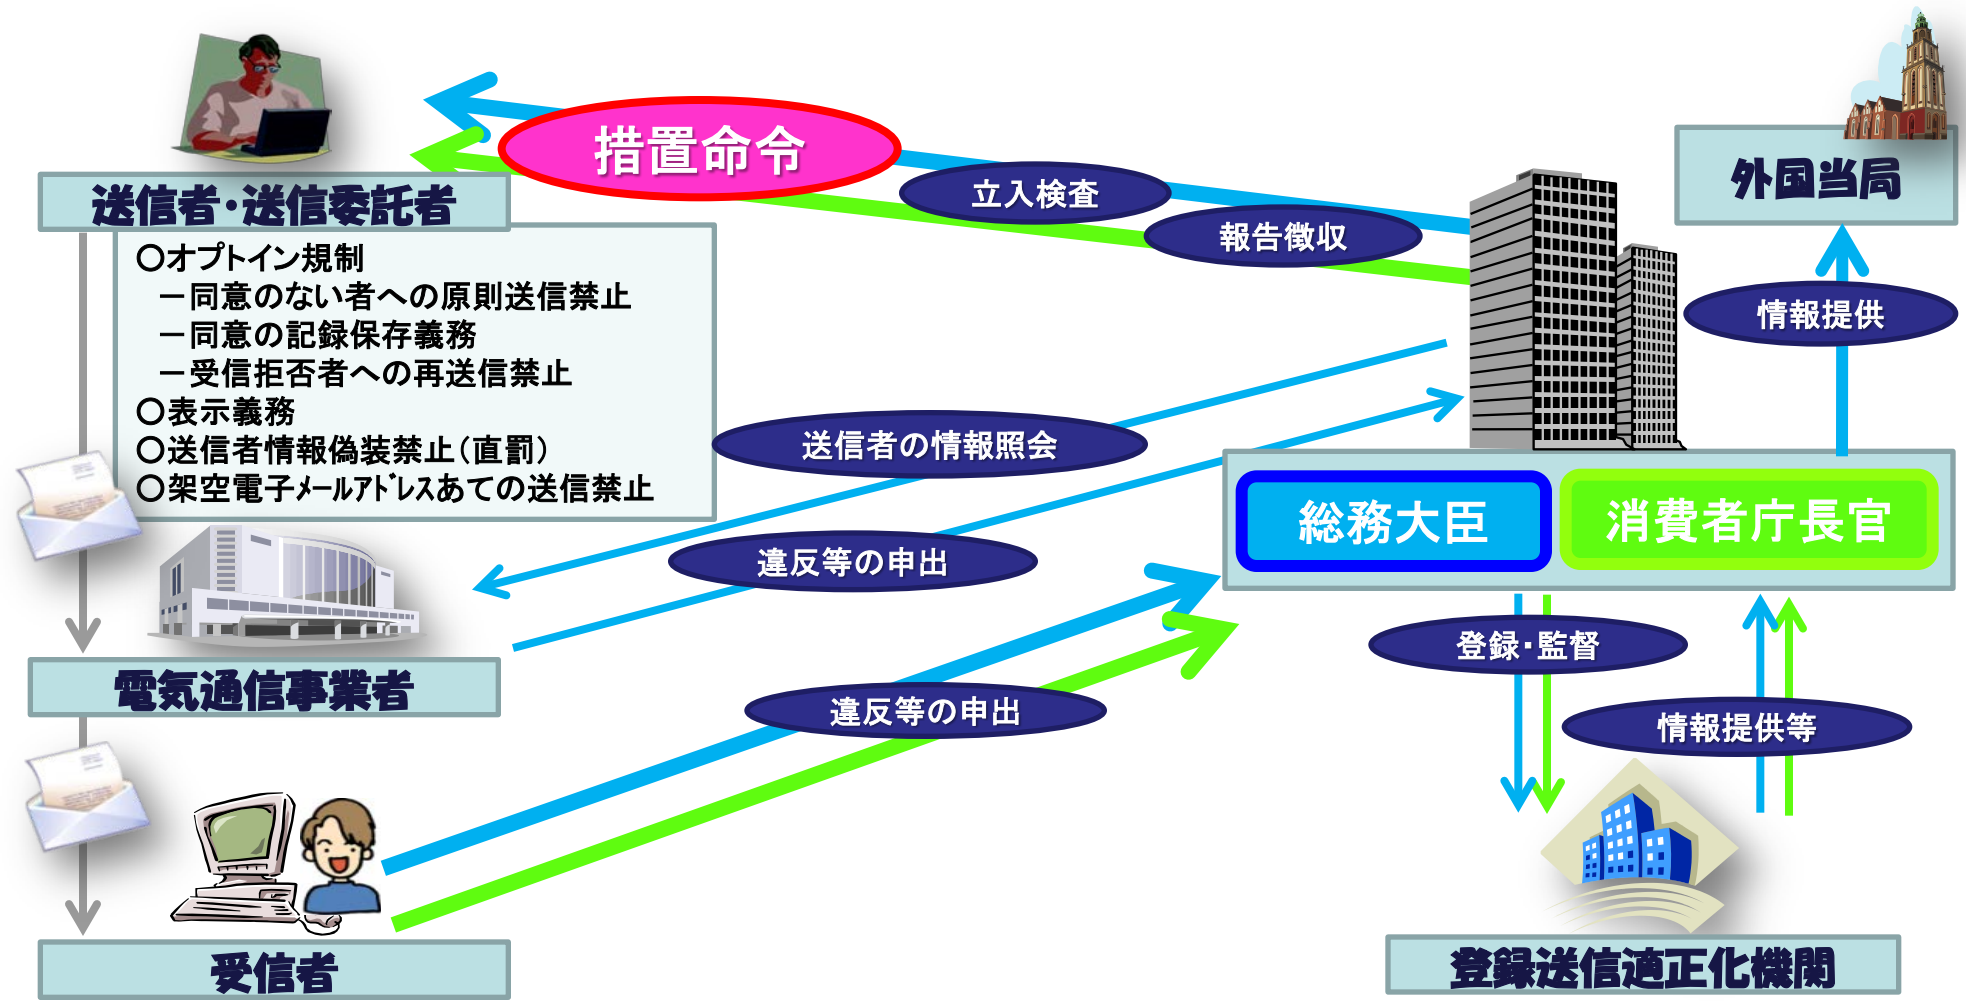 措置命令
外国当局
立入検査
送信者・送信委託者
報告徴収
○オプトイン規制
－同意のない者への原則送信禁止
－同意の記録保存義務
－受信拒否者への再送信禁止
○表示義務
○送信者情報偽装禁止（直罰）
○架空電子ﾒｰﾙｱﾄﾞﾚｽあての送信禁止
情報提供
送信者の情報照会
総務大臣
消費者庁長官
違反等の申出
登録・監督
電気通信事業者
違反等の申出
情報提供等
受信者
登録送信適正化機関